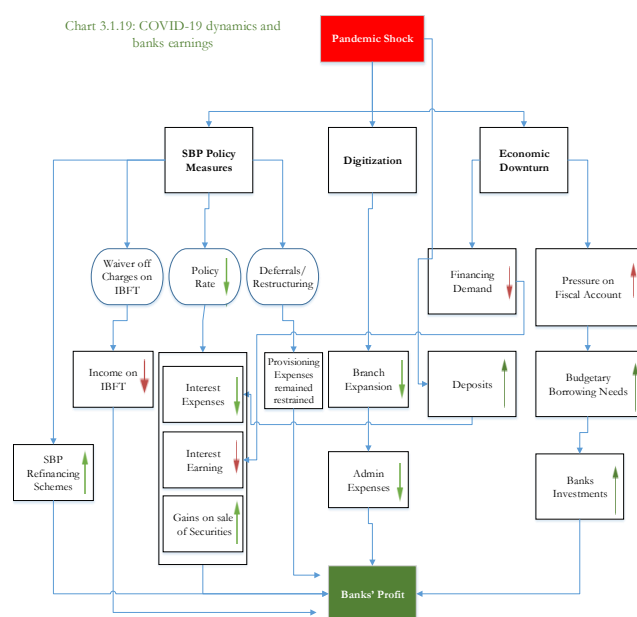 Chart 3.1.19: COVID-19 dynamics and
banks earnings
Pandemic Shock
SBP Policy
Measures
Digitization
Economic
Downturn
Waiver off
Charges on
IBFT
Policy
Rate
Deferrals/
Restructuring
Financing
Demand
Pressure on
Fiscal Account
Income on
IBFT
Interest
Expenses
Provisioning
Expenses
remained
restrained
Branch
Expansion
Deposits
Budgetary
Borrowing Needs
SBP
Refinancing
Schemes
Interest
Earning
Admin
Expenses
Banks
Investments
Gains on sale
of Securities
Banks' Profit